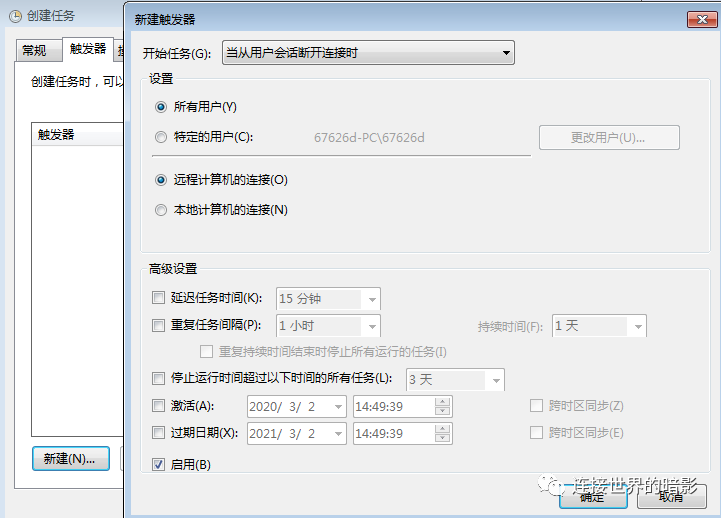 创建任务
常规
触发器
创建任务时，可以
触发器
新建(N)...
新建触发器
开始任务(G):
当从用户会话断开连接时
设置
所有用户(Y)
特定的用户(C):
67626d-PC\67626d
更改用户(U)...
远程计算机的连接(O)
本地计算机的连接(N)
高级设置
延迟任务时间(K):
15 分钟
重复任务间隔(P):
1 小时
持续时间(F):
1 天
重复持续时间结束时停止所有运行的任务(I)
停止运行时间超过以下时间的所有任务(L):
3 天
激活(A):
2020/ 3/ 2
14:49:39
跨时区同步(Z)
过期日期(X):
2021/ 3/ 2
14:49:39
跨时区同步(E)
启用(B)
连接世界的暗影
确定
取消